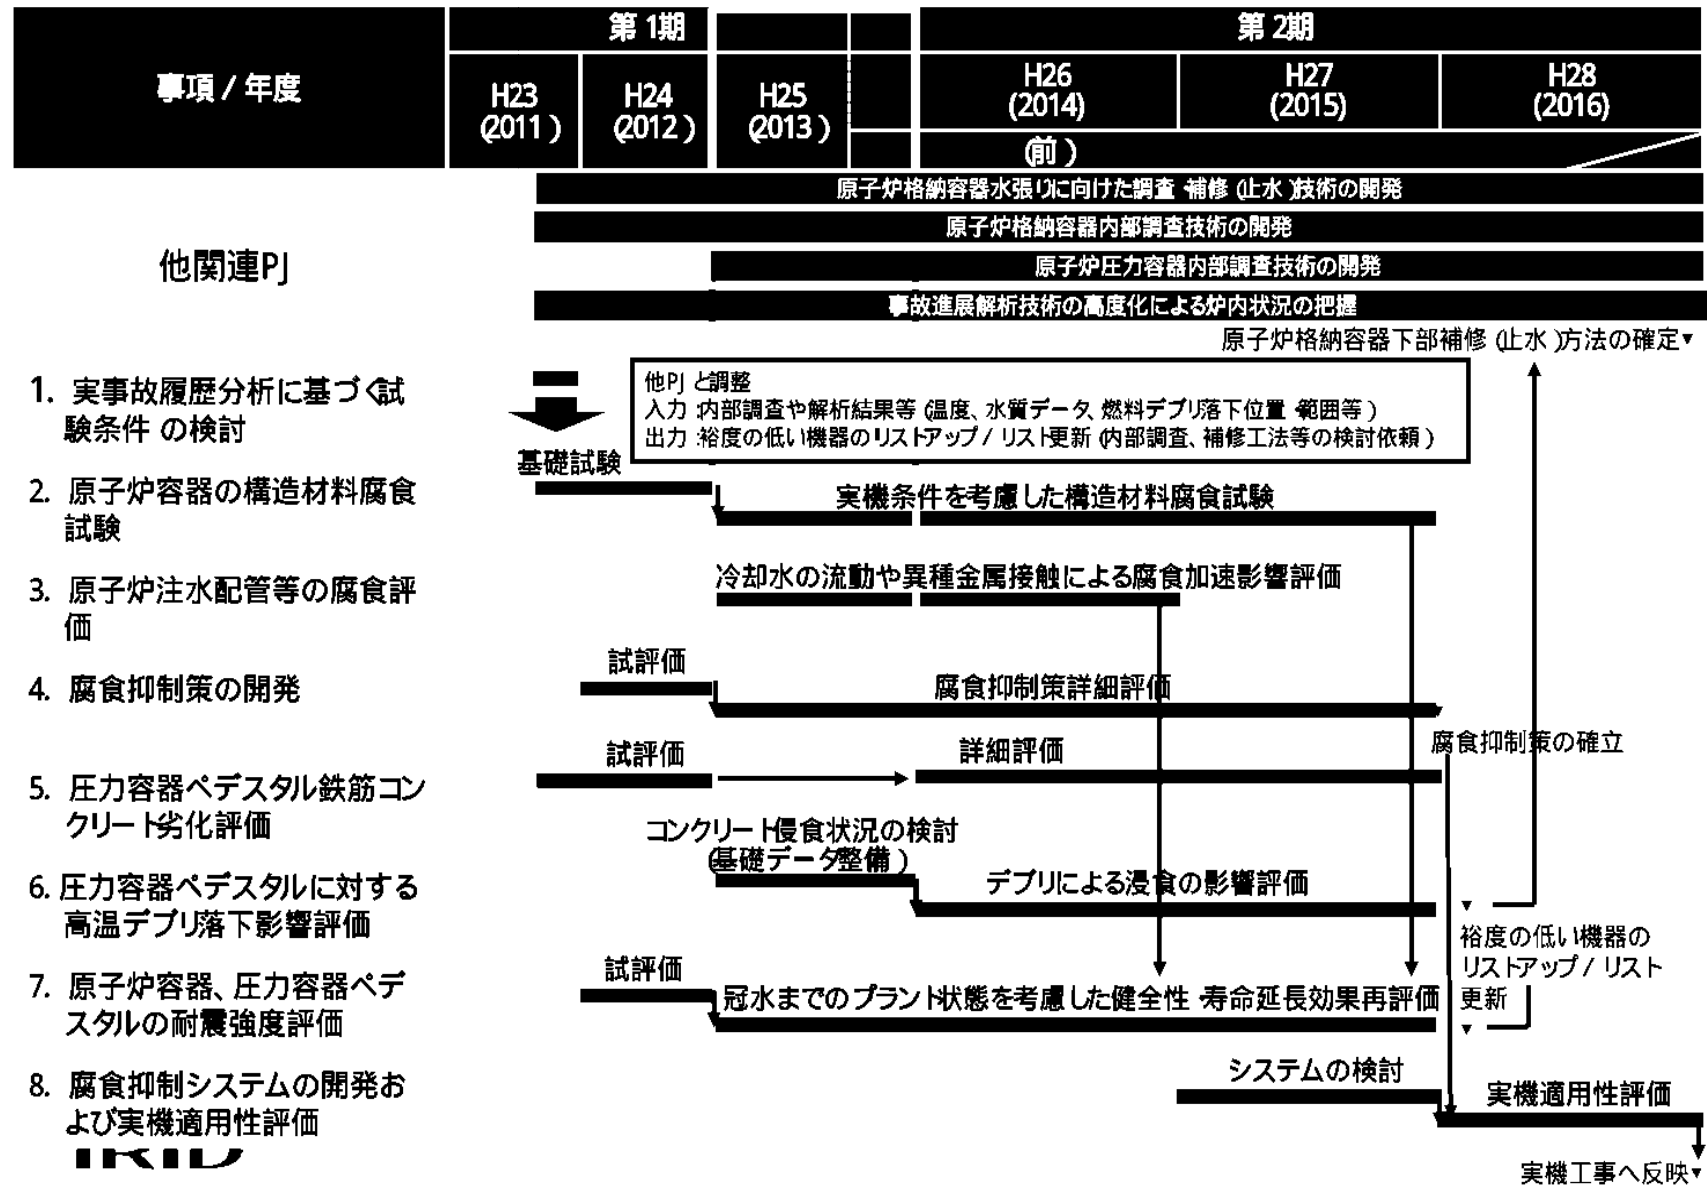 事項 / 年度
第 1期
第 2期
H23
(2011 )
H24
(2012 )
H25
(2013 )
H26
(2014)
H27
(2015)
H28
(2016)
(前 )
他関連PJ
原子炉格納容器水張りに向けた調査・補修 (止水 )技術の開発
原子炉格納容器内部調査技術の開発
原子炉圧力容器内部調査技術の開発
事故進展解析技術の高度化による炉内状況の把握
原子炉格納容器下部補修 (止水 )方法の確定▼
1. 実事故履歴分析に基づく試
験条件 の検討
他PJ と調整
入力 :内部調査や解析結果等 (温度、水質データ、燃料デブリ落下位置・範囲等 )
出力 :裕度の低い機器のリストアップ / リスト更新 (内部調査、補修工法等の検討依頼 )
2. 原子炉容器の構造材料腐食
試験
基礎試験
実機条件を考慮した構造材料腐食試験
3. 原子炉注水配管等の腐食評
価
冷却水の流動や異種金属接触による腐食加速影響評価
4. 腐食抑制策の開発
試評価
腐食抑制策詳細評価
腐食抑制策の確立
5. 圧力容器ペデスタル鉄筋コン
クリート劣化評価
試評価
詳細評価
6. 圧力容器ペデスタルに対する
高温デブリ落下影響評価
コンクリート侵食状況の検討
(基礎データ整備 )
デブリによる浸食の影響評価
裕度の低い機器の
リストアップ / リスト
更新
7. 原子炉容器、圧力容器ペデ
スタルの耐震強度評価
試評価
冠水までのプラント状態を考慮した健全性・寿命延長効果再評価
8. 腐食抑制システムの開発お
よび実機適用性評価
システムの検討
実機適用性評価
IRID
実機工事へ反映▼